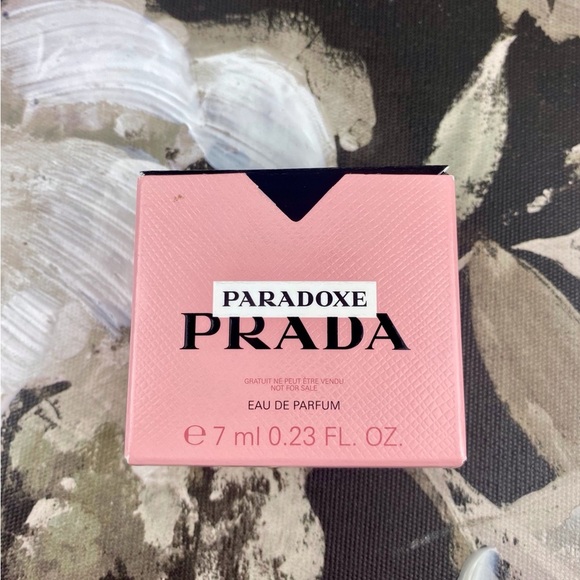 PARADOXE
PRADA
GRATUIT NE PEUT ÊTRE VENDU
NOT FOR SALE
EAU DE PARFUM
℮ 7 ml 0.23 FL. OZ.